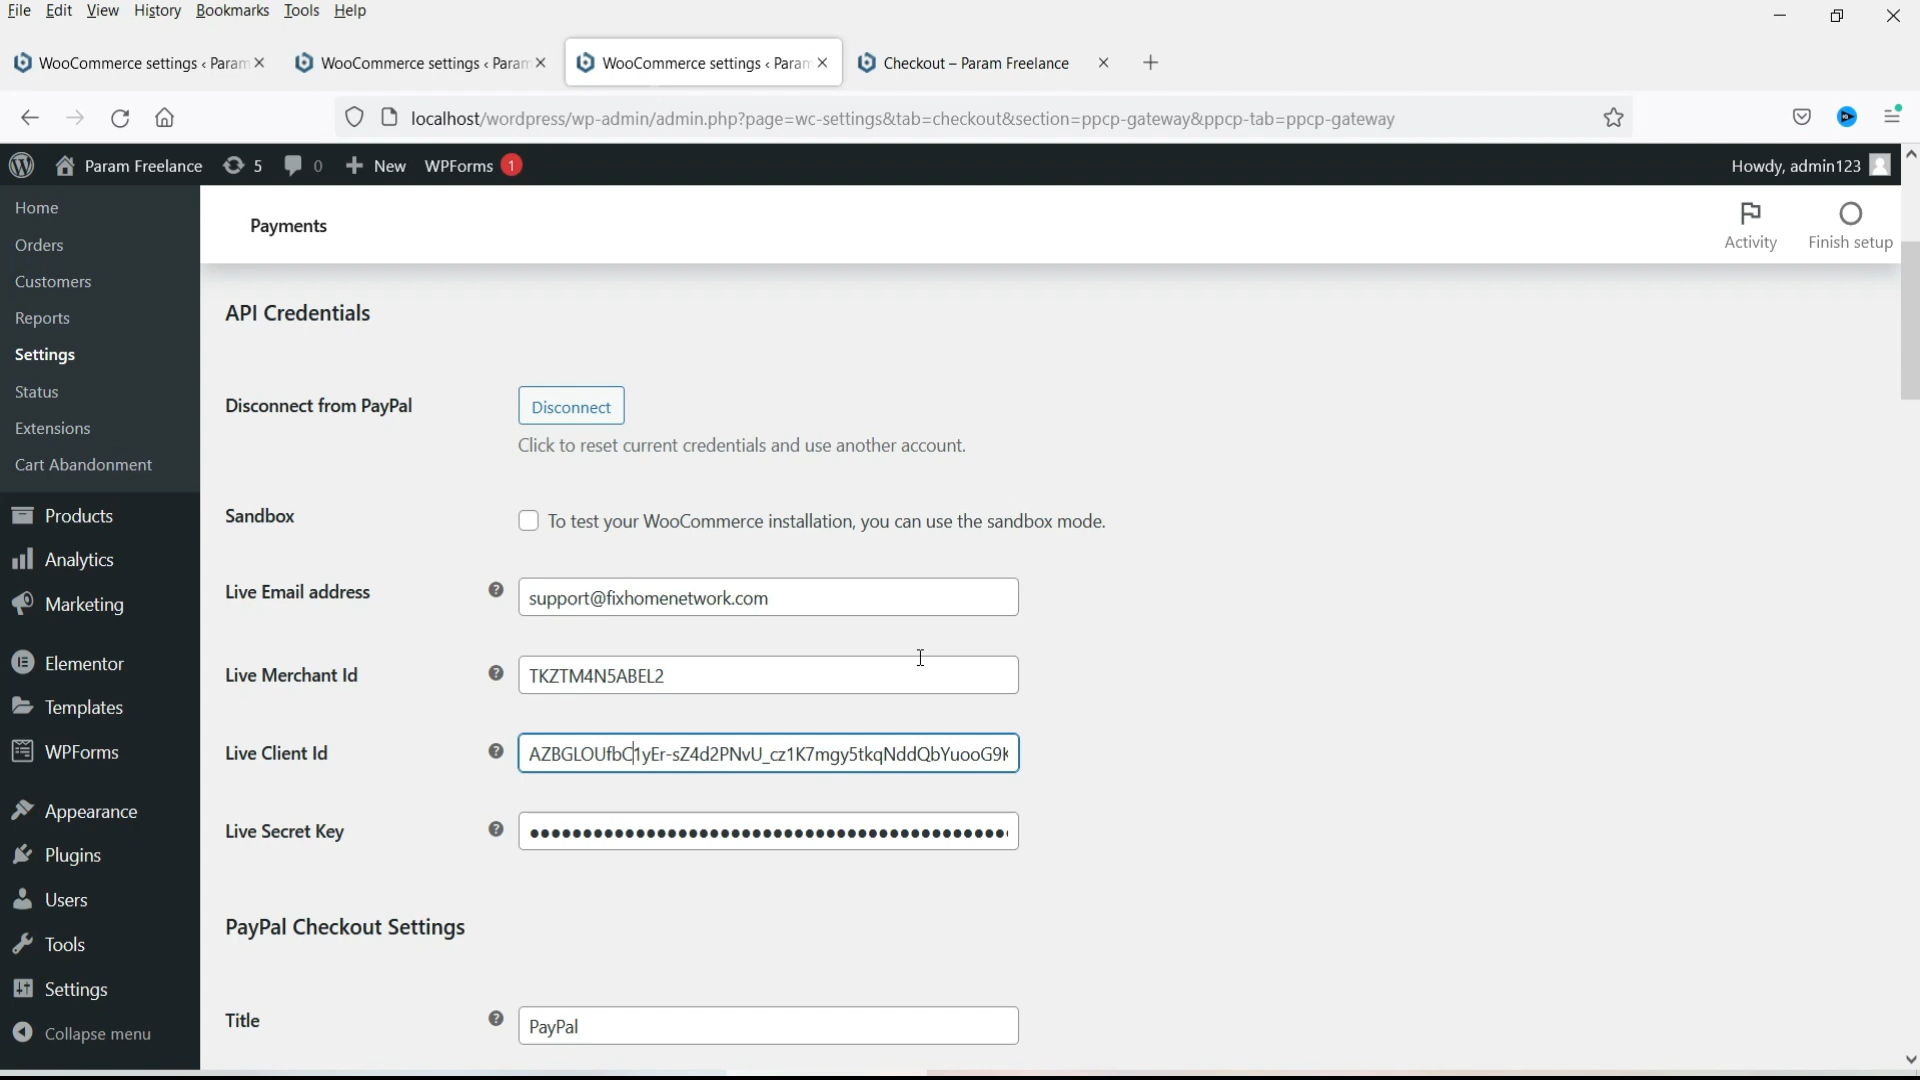 File Edit View History Bookmarks Tools Help
WooCommerce settings ‹ Param
WooCommerce settings ‹ Param
WooCommerce settings ‹ Param
Checkout – Param Freelance
localhost/wordpress/wp-admin/admin.php?page=wc-settings&tab=checkout&section=ppcp-gateway&ppcp-tab=ppcp-gateway
Param Freelance 5 0 New WPForms 1
Howdy, admin123
Home
Orders
Customers
Reports
Settings
Status
Extensions
Cart Abandonment
Products
Analytics
Marketing
Elementor
Templates
WPForms
Appearance
Plugins
Users
Tools
Settings
Collapse menu
Payments
Activity
Finish setup
API Credentials
Disconnect from PayPal
Disconnect
Click to reset current credentials and use another account.
Sandbox
To test your WooCommerce installation, you can use the sandbox mode.
Live Email address
support@fixhomenetwork.com
Live Merchant Id
TKZTM4N5ABEL2
Live Client Id
AZBGLOUfbC1yEr-sZ4d2PNvU_cz1K7mgy5tkqNddQbYuooG9K
Live Secret Key
PayPal Checkout Settings
Title
PayPal